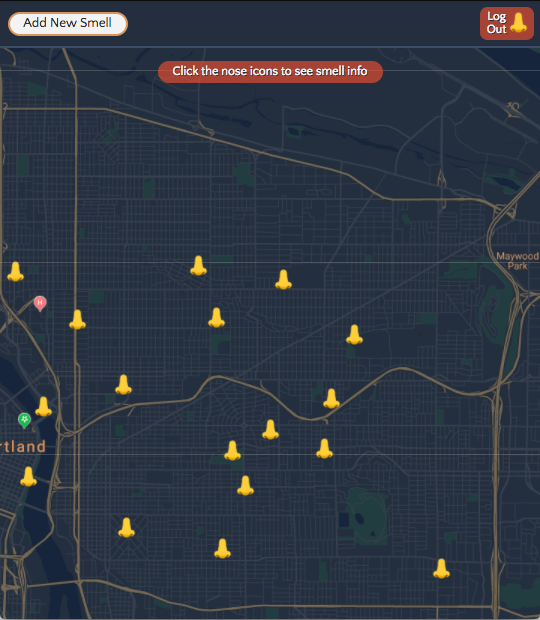 Add New Smell
Log
Out
Click the nose icons to see smell info
Maywood
Park
H
rtland